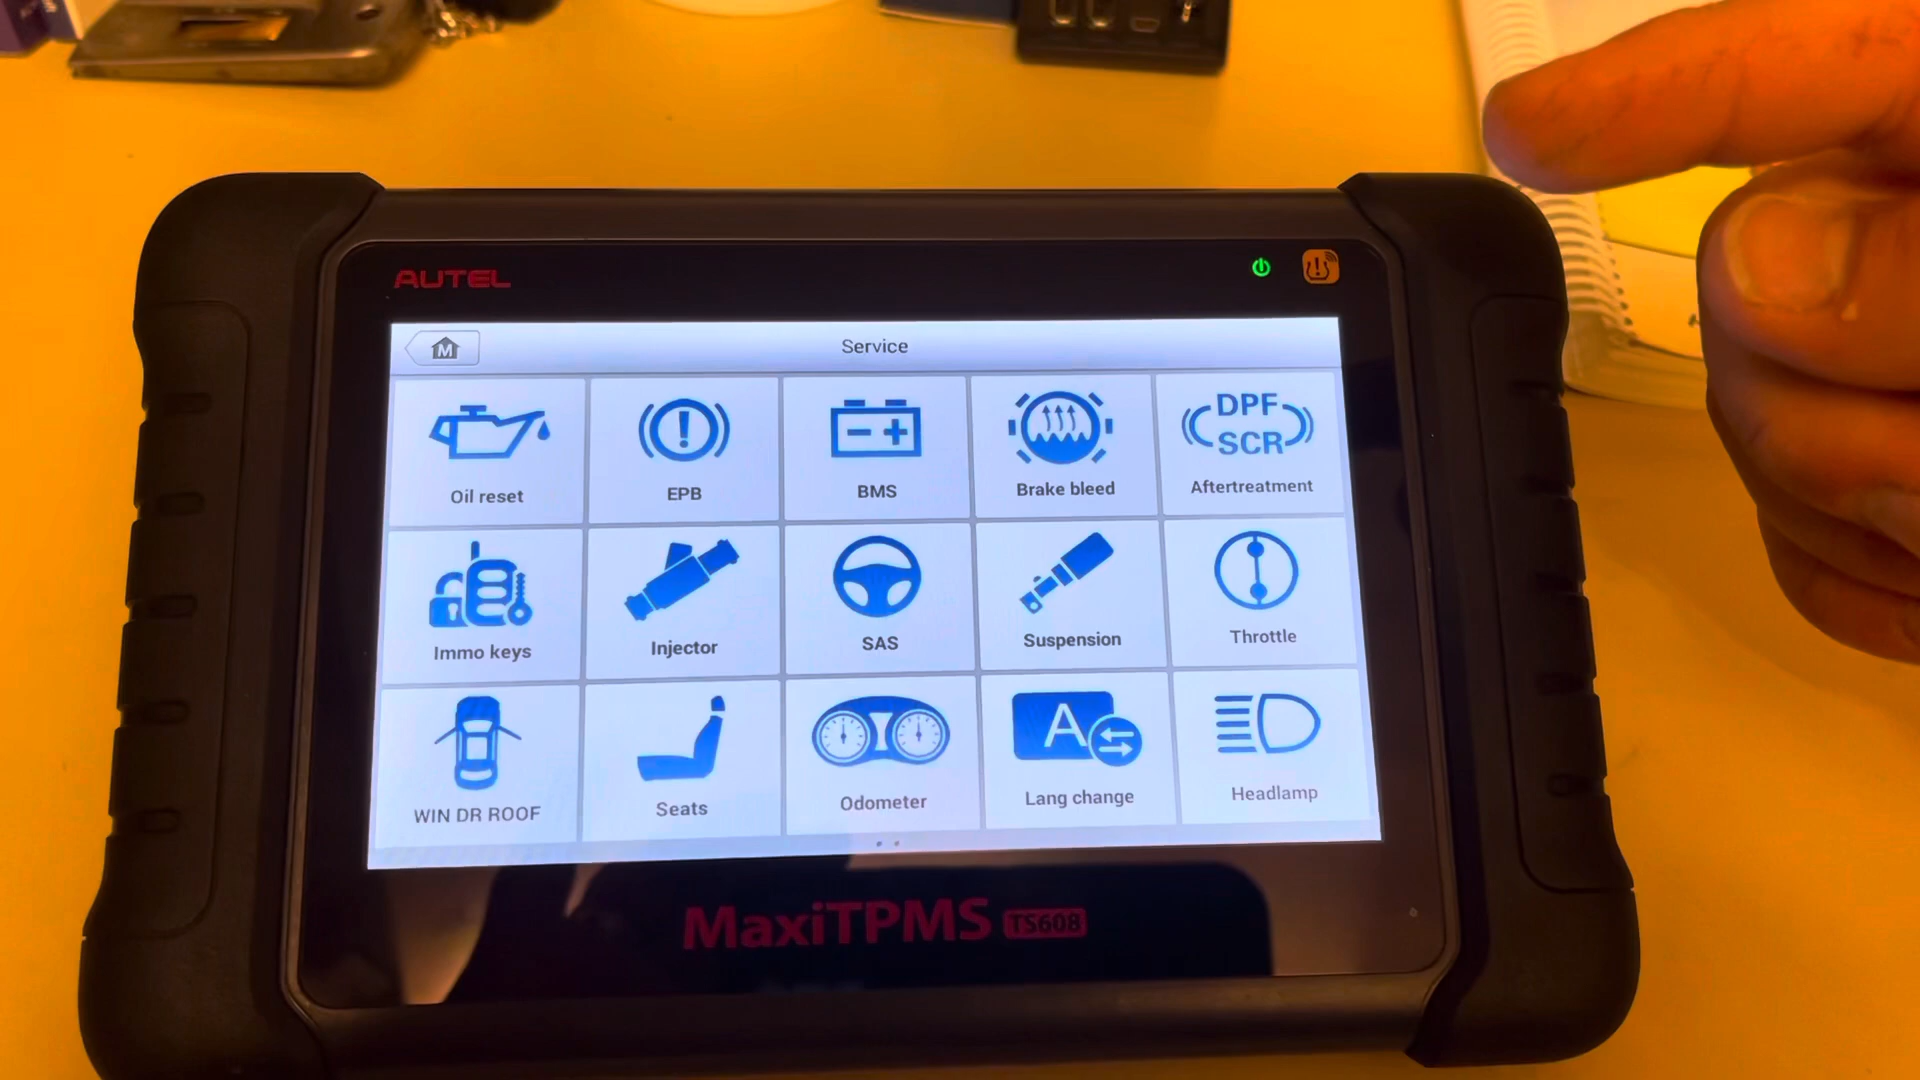 AUTEL
M
Service
Oil reset
EPB
BMS
Brake bleed
DPF
SCR
Aftertreatment
Immo keys
Injector
SAS
Suspension
Throttle
WIN DR ROOF
Seats
Odometer
A
Lang change
Headlamp
MaxiTPMS TS608